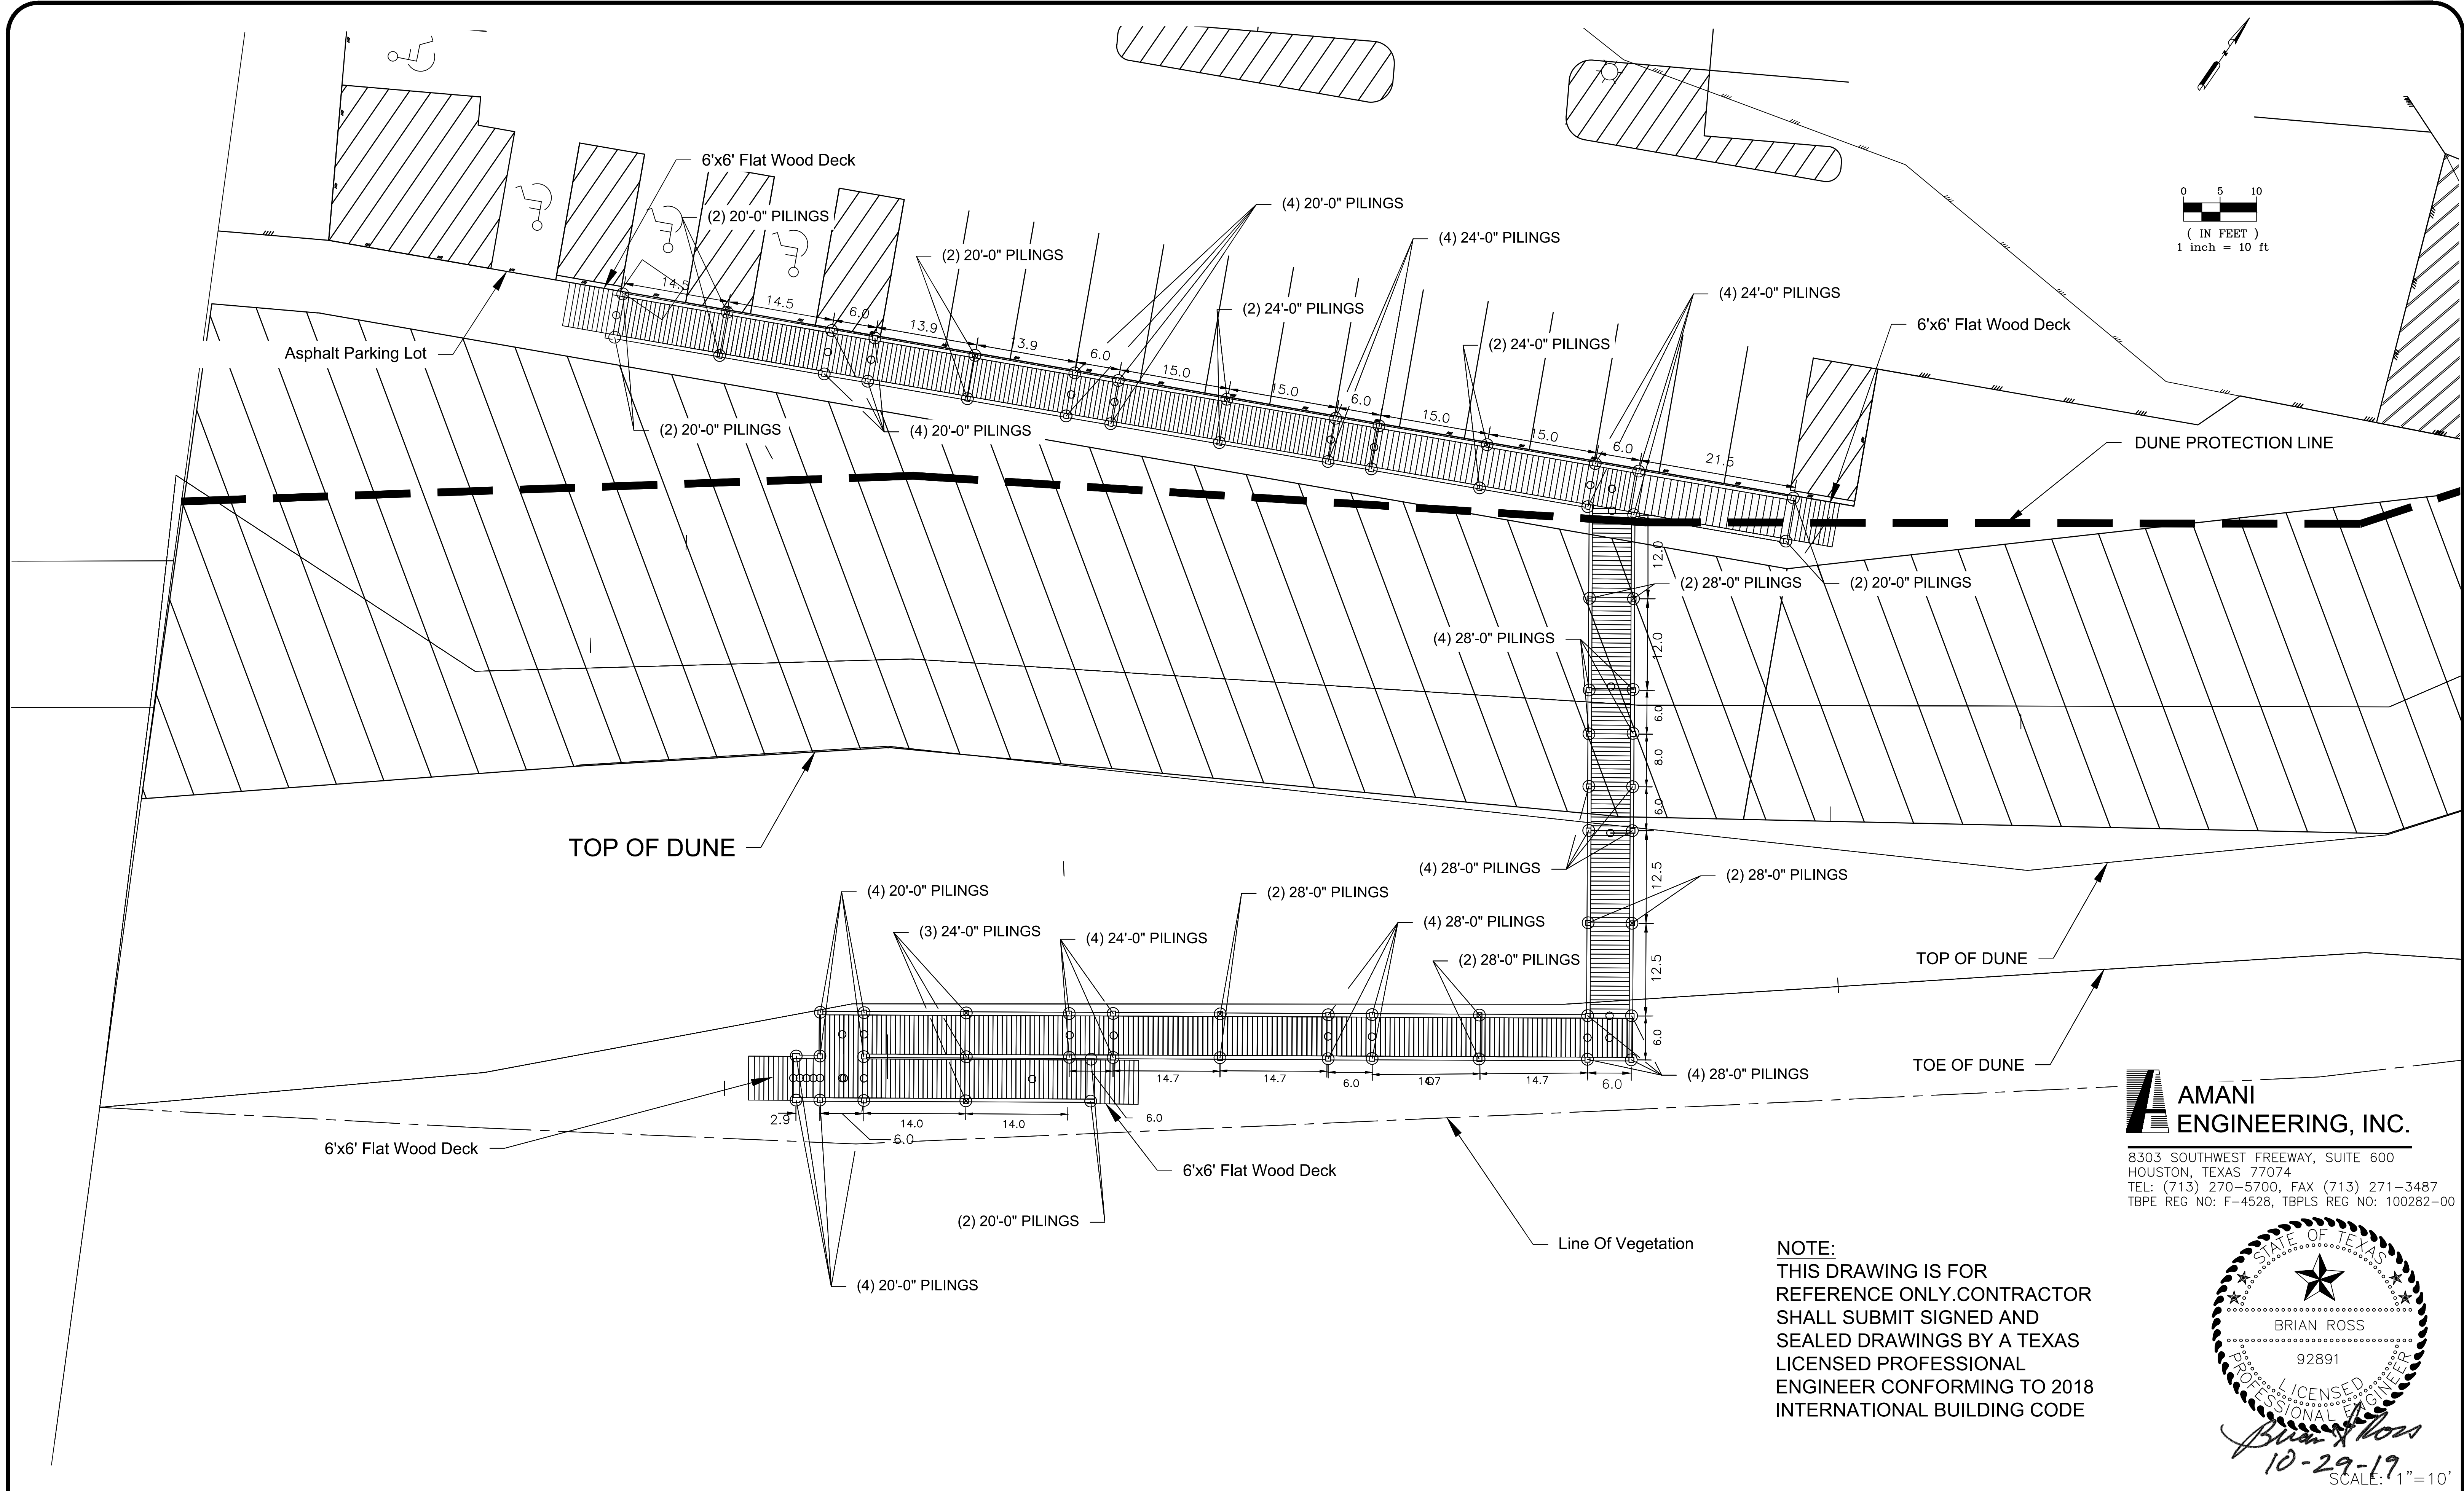 0 5 10
( IN FEET )
1 inch = 10 ft
6'x6' Flat Wood Deck
(2) 20'-0" PILINGS
(4) 20'-0" PILINGS
(2) 20'-0" PILINGS
(4) 24'-0" PILINGS
(2) 24'-0" PILINGS
(4) 24'-0" PILINGS
(2) 24'-0" PILINGS
6'x6' Flat Wood Deck
Asphalt Parking Lot
14.5
14.5
6.0
13.9
13.9
6.0
15.0
15.0
6.0
15.0
15.0
6.0
21.5
(2) 20'-0" PILINGS
(4) 20'-0" PILINGS
DUNE PROTECTION LINE
12.0
(2) 28'-0" PILINGS
(2) 20'-0" PILINGS
(4) 28'-0" PILINGS
12.0
6.0
8.0
6.0
TOP OF DUNE
(4) 28'-0" PILINGS
12.5
(2) 28'-0" PILINGS
(4) 20'-0" PILINGS
(2) 28'-0" PILINGS
(3) 24'-0" PILINGS
(4) 24'-0" PILINGS
(4) 28'-0" PILINGS
(2) 28'-0" PILINGS
12.5
TOP OF DUNE
6.0
TOE OF DUNE
(4) 28'-0" PILINGS
14.7
14.7
6.0
14.7
14.7
6.0
2.9
6.0
14.0
14.0
6.0
6'x6' Flat Wood Deck
6'x6' Flat Wood Deck
(2) 20'-0" PILINGS
(4) 20'-0" PILINGS
Line Of Vegetation
AMANI
ENGINEERING, INC.
8303 SOUTHWEST FREEWAY, SUITE 600
HOUSTON, TEXAS 77074
TEL: (713) 270-5700, FAX (713) 271-3487
TBPE REG NO: F-4528, TBPLS REG NO: 100282-00
NOTE:
THIS DRAWING IS FOR
REFERENCE ONLY.CONTRACTOR
SHALL SUBMIT SIGNED AND
SEALED DRAWINGS BY A TEXAS
LICENSED PROFESSIONAL
ENGINEER CONFORMING TO 2018
INTERNATIONAL BUILDING CODE
STATE OF TEXAS
BRIAN ROSS
92891
LICENSED
PROFESSIONAL ENGINEER
Brian Ross
10-29-19
SCALE: 1"=10'